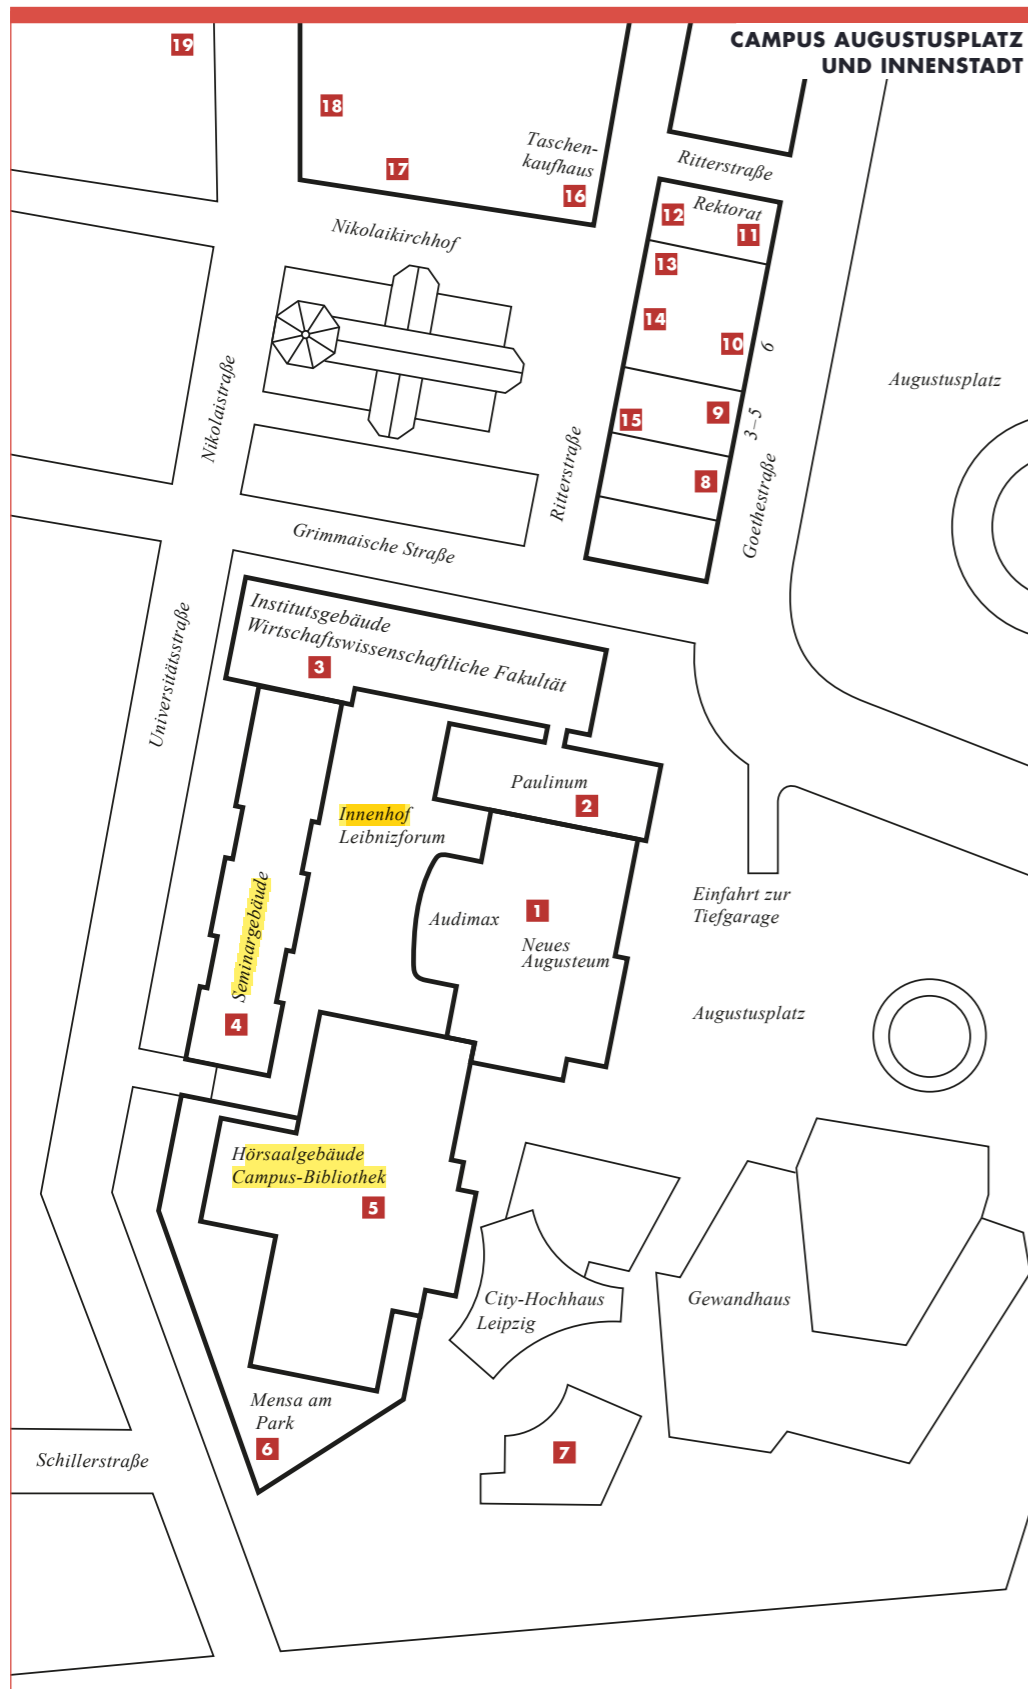 CAMPUS AUGUSTUSPLATZ
UND INNENSTADT
19
18
17
Taschen-
kaufhaus
16
Ritterstraße
Rektorat
12
11
13
14
10
6
Nikolaikirchhof
Nikolaistraße
Augustusplatz
15
9
3–5
8
Ritterstraße
Goethestraße
Grimmaische Straße
Universitätsstraße
Institutsgebäude
Wirtschaftswissenschaftliche Fakultät
3
Paulinum
2
Innenhof
Leibnizforum
Seminargebäude
4
Audimax
1
Neues
Augusteum
Einfahrt zur
Tiefgarage
Augustusplatz
Hörsaalgebäude
Campus-Bibliothek
5
City-Hochhaus
Leipzig
Gewandhaus
Mensa am
Park
6
7
Schillerstraße